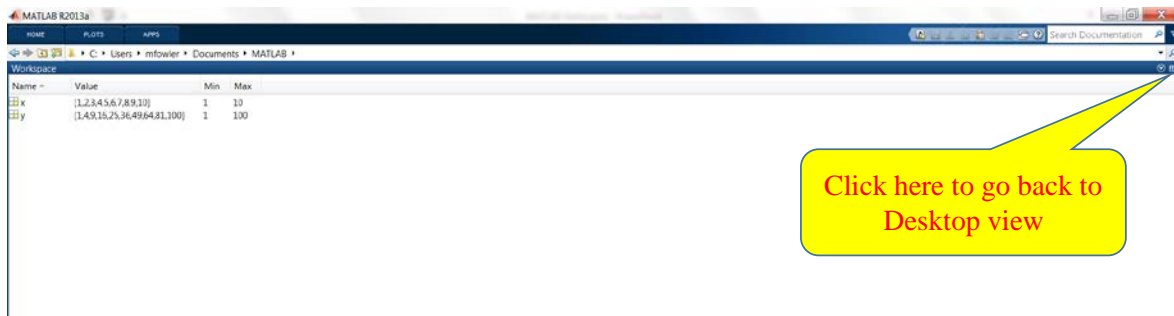 MATLAB R2013a
HOME PLOTS APPS
Search Documentation
C: Users mfowler Documents MATLAB
Workspace
Name Value Min Max
x [1,2,3,4,5,6,7,8,9,10] 1 10
y [1,4,9,16,25,36,49,64,81,100] 1 100
Click here to go back to
Desktop view